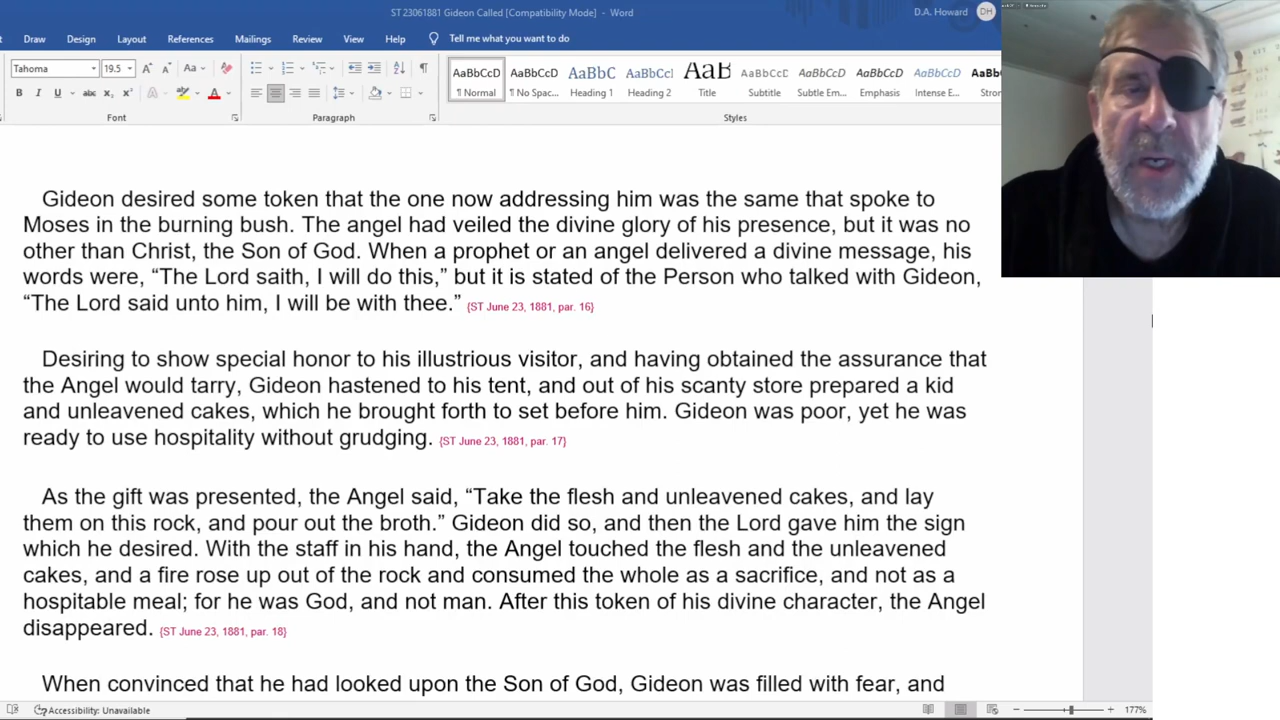 ST 23061881 Gideon Called [Compatibility Mode] - Word
D.A. Howard DH
Draw Design Layout References Mailings Review View Help Tell me what you want to do
Tahoma 19.5 A A Aa
AaBbCcD AaBbCcD AaBbC AaBbCcI AaB AaBbCcD AaBbCcD AaBbCcD AaBbCcD AaBb
B I U abc x₂ x² A A
¶ Normal ¶ No Spac... Heading 1 Heading 2 Title Subtitle Subtle Em... Emphasis Intense E... Stron
Font Paragraph Styles
Gideon desired some token that the one now addressing him was the same that spoke to
Moses in the burning bush. The angel had veiled the divine glory of his presence, but it was no
other than Christ, the Son of God. When a prophet or an angel delivered a divine message, his
words were, “The Lord saith, I will do this,” but it is stated of the Person who talked with Gideon,
“The Lord said unto him, I will be with thee.” {ST June 23, 1881, par. 16}
Desiring to show special honor to his illustrious visitor, and having obtained the assurance that
the Angel would tarry, Gideon hastened to his tent, and out of his scanty store prepared a kid
and unleavened cakes, which he brought forth to set before him. Gideon was poor, yet he was
ready to use hospitality without grudging. {ST June 23, 1881, par. 17}
As the gift was presented, the Angel said, “Take the flesh and unleavened cakes, and lay
them on this rock, and pour out the broth.” Gideon did so, and then the Lord gave him the sign
which he desired. With the staff in his hand, the Angel touched the flesh and the unleavened
cakes, and a fire rose up out of the rock and consumed the whole as a sacrifice, and not as a
hospitable meal; for he was God, and not man. After this token of his divine character, the Angel
disappeared. {ST June 23, 1881, par. 18}
When convinced that he had looked upon the Son of God, Gideon was filled with fear, and
Accessibility: Unavailable 177%